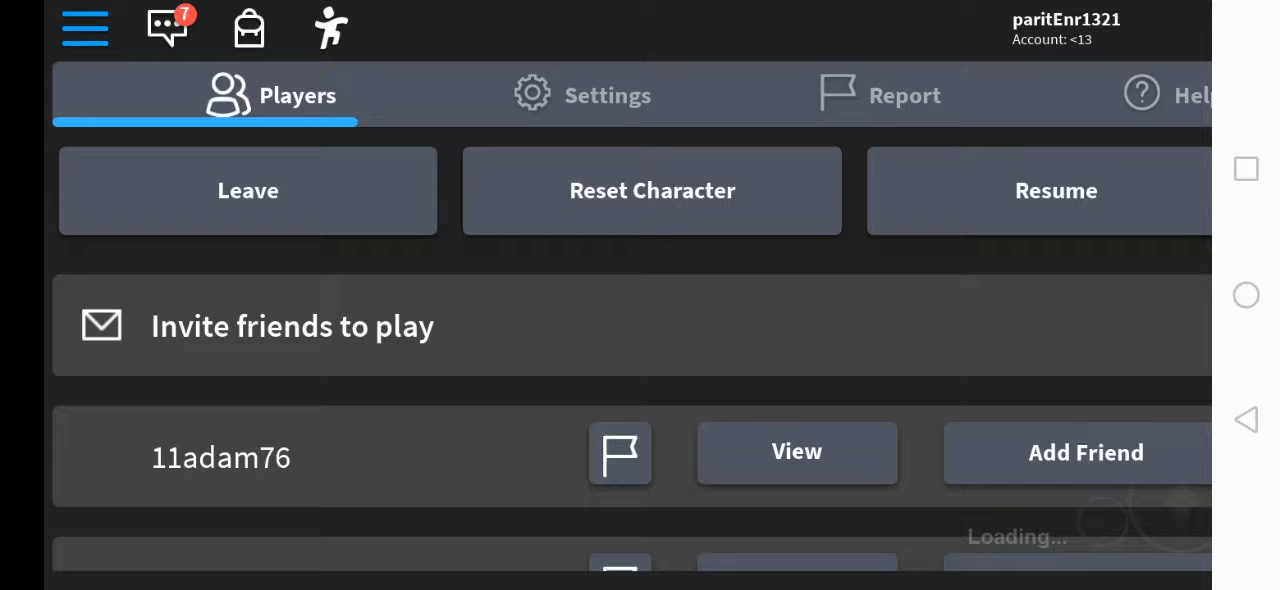 7
paritEnr1321
Account: <13
Players
Settings
Report
Leave
Reset Character
Resume
Invite friends to play
11adam76
View
Add Friend
Loading...